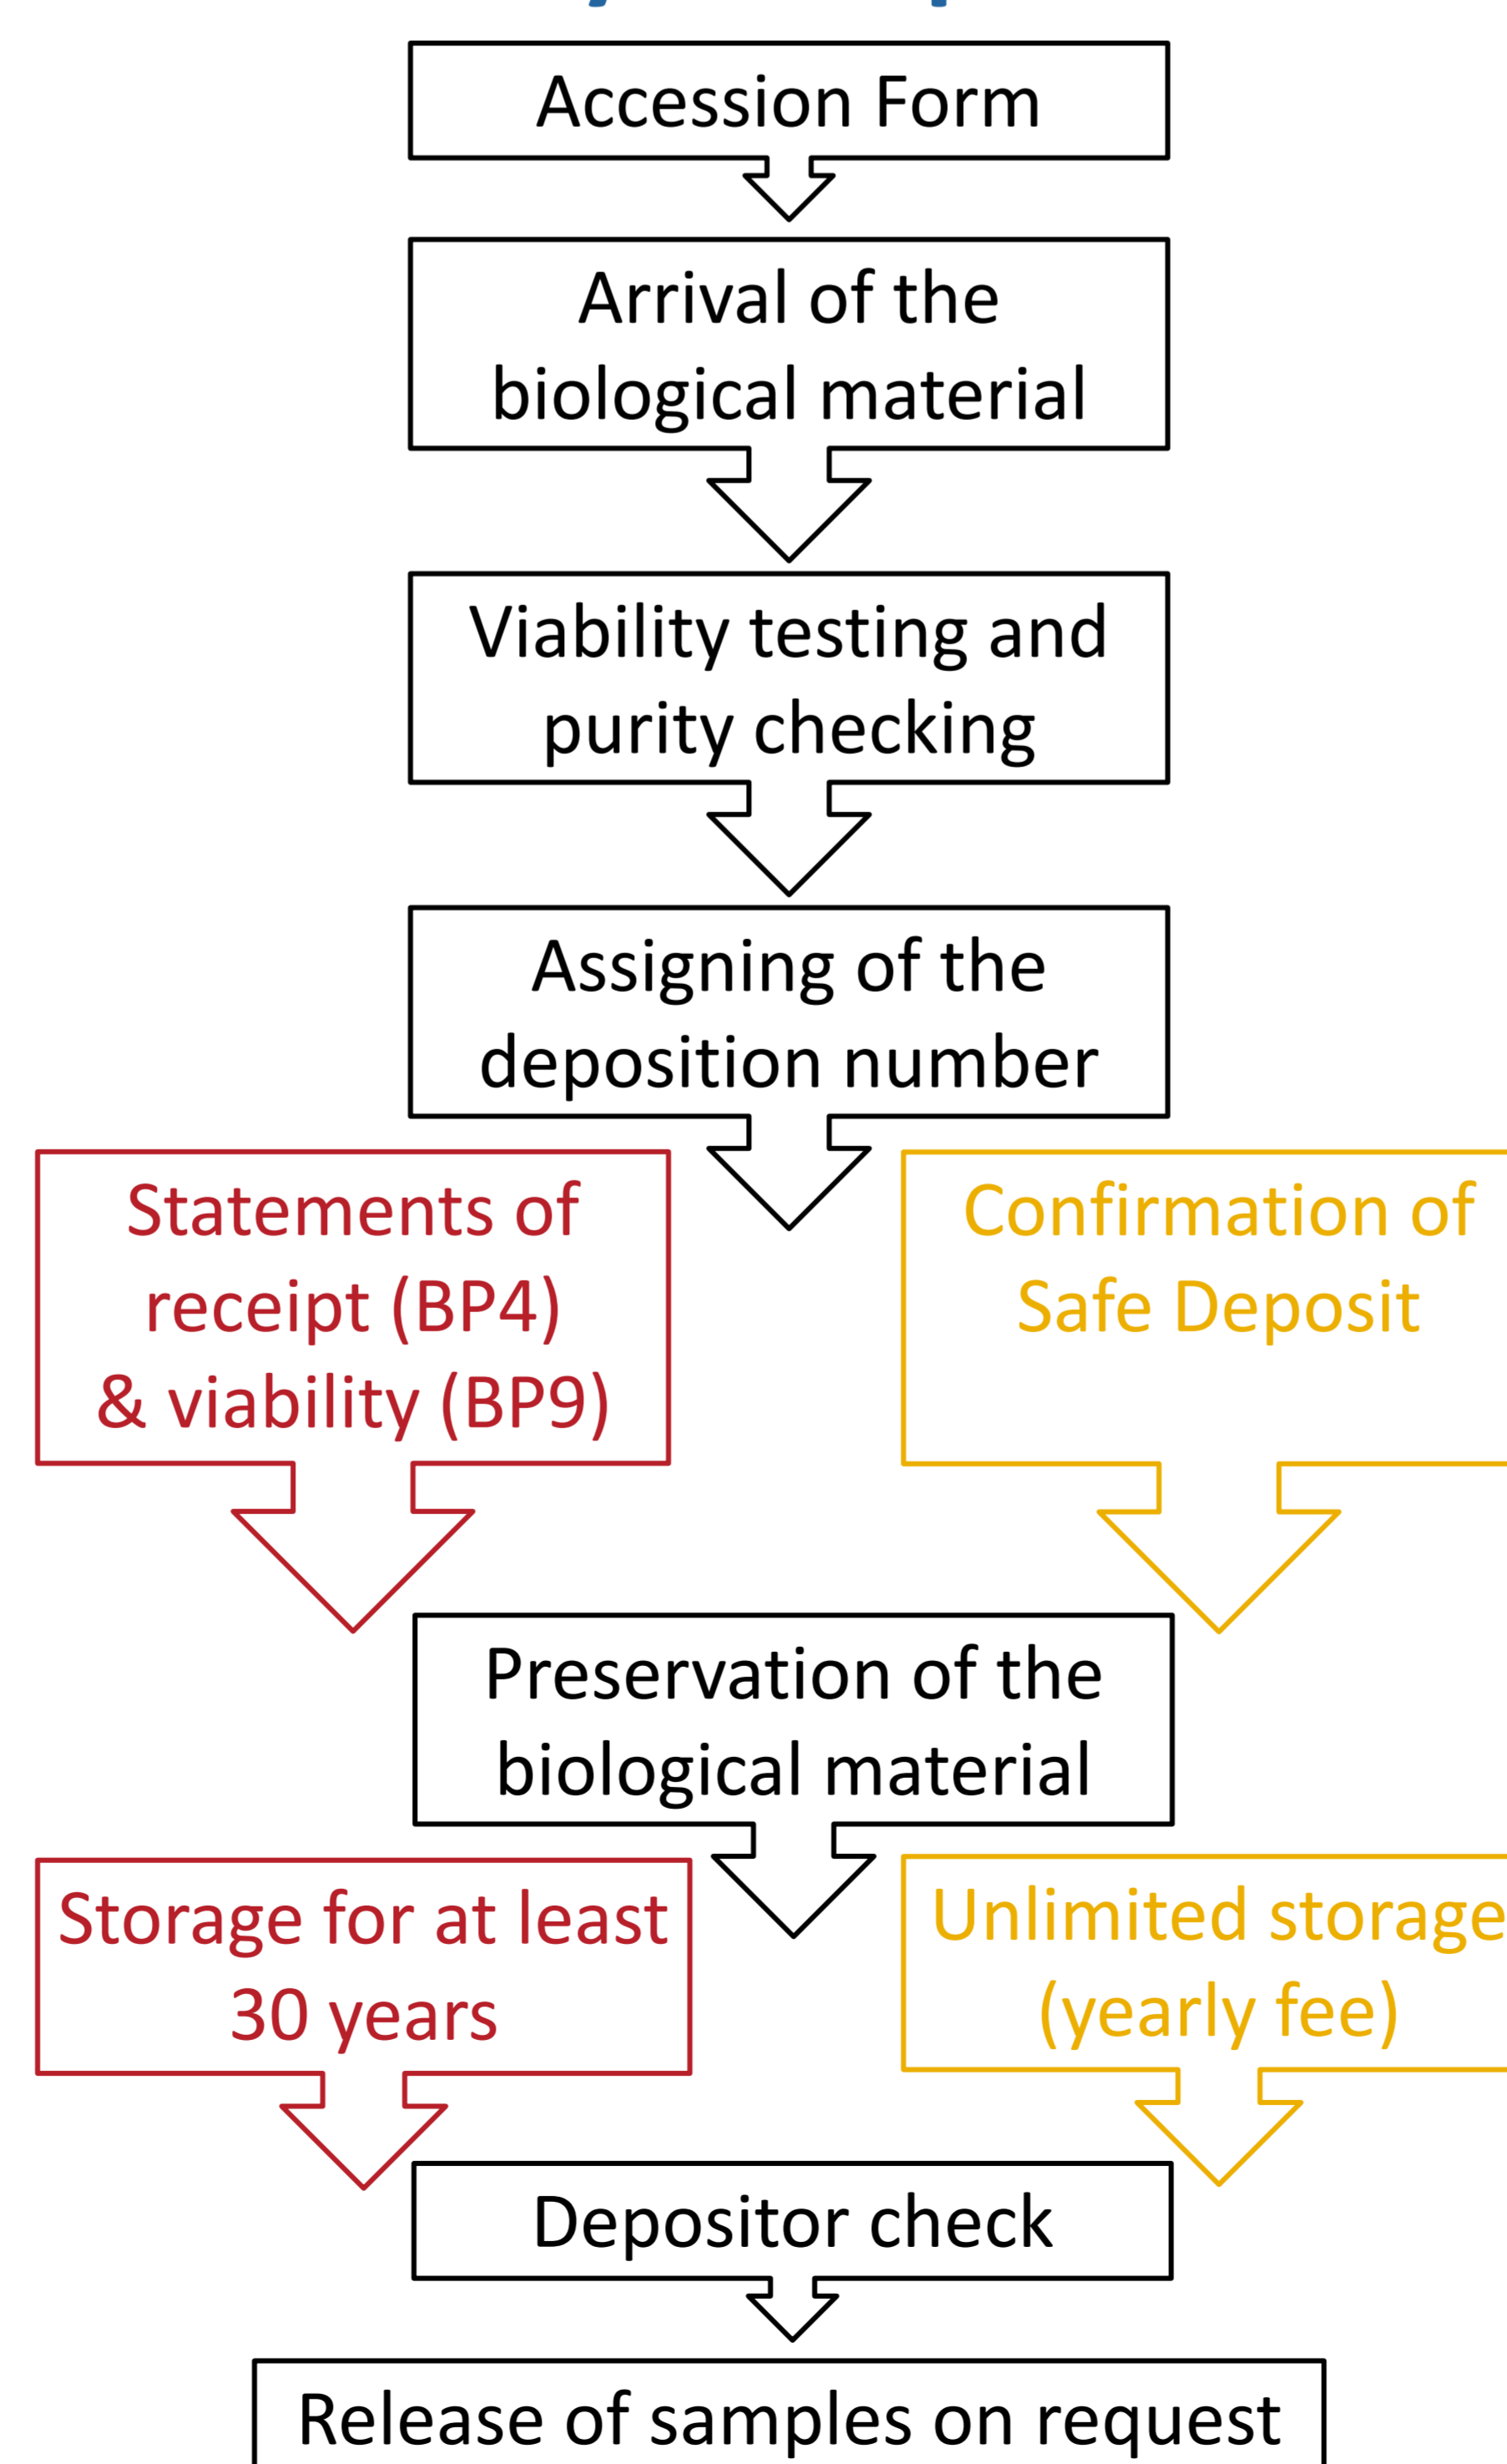 Accession Form
Arrival of the
biological material
Viability testing and
purity checking
Assigning of the
deposition number
Statements of
receipt (BP4)
& viability (BP9)
Confirmation of
Safe Deposit
Preservation of the
biological material
Storage for at least
30 years
Unlimited storage
(yearly fee)
Depositor check
Release of samples on request